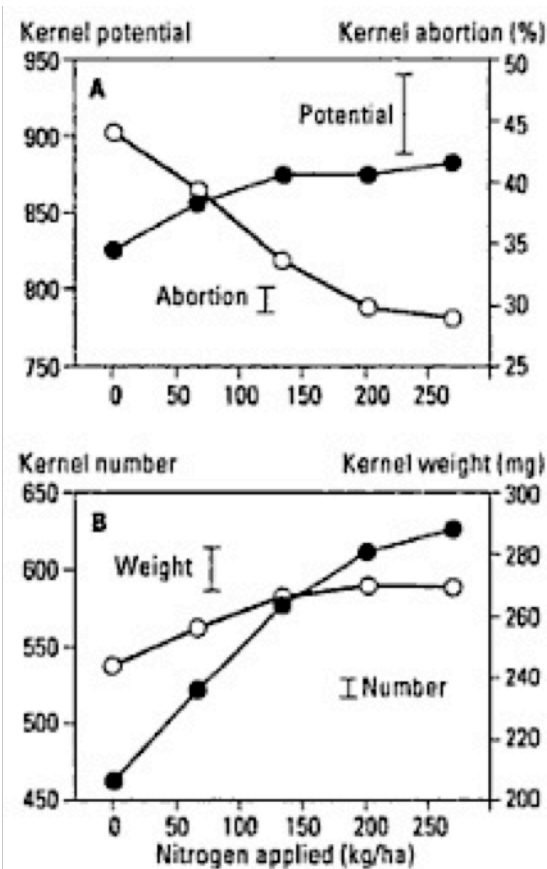 Kernel potential Kernel abortion (%)
950 50
A
Potential
900 45
40
850
35
Abortion
800 30
750 25
0 50 100 150 200 250
Kernel number Kernel weight (mg)
650 300
B
Weight
280
600
260
550
Number
240
500
220
450 200
0 50 100 150 200 250
Nitrogen applied (kg/ha)